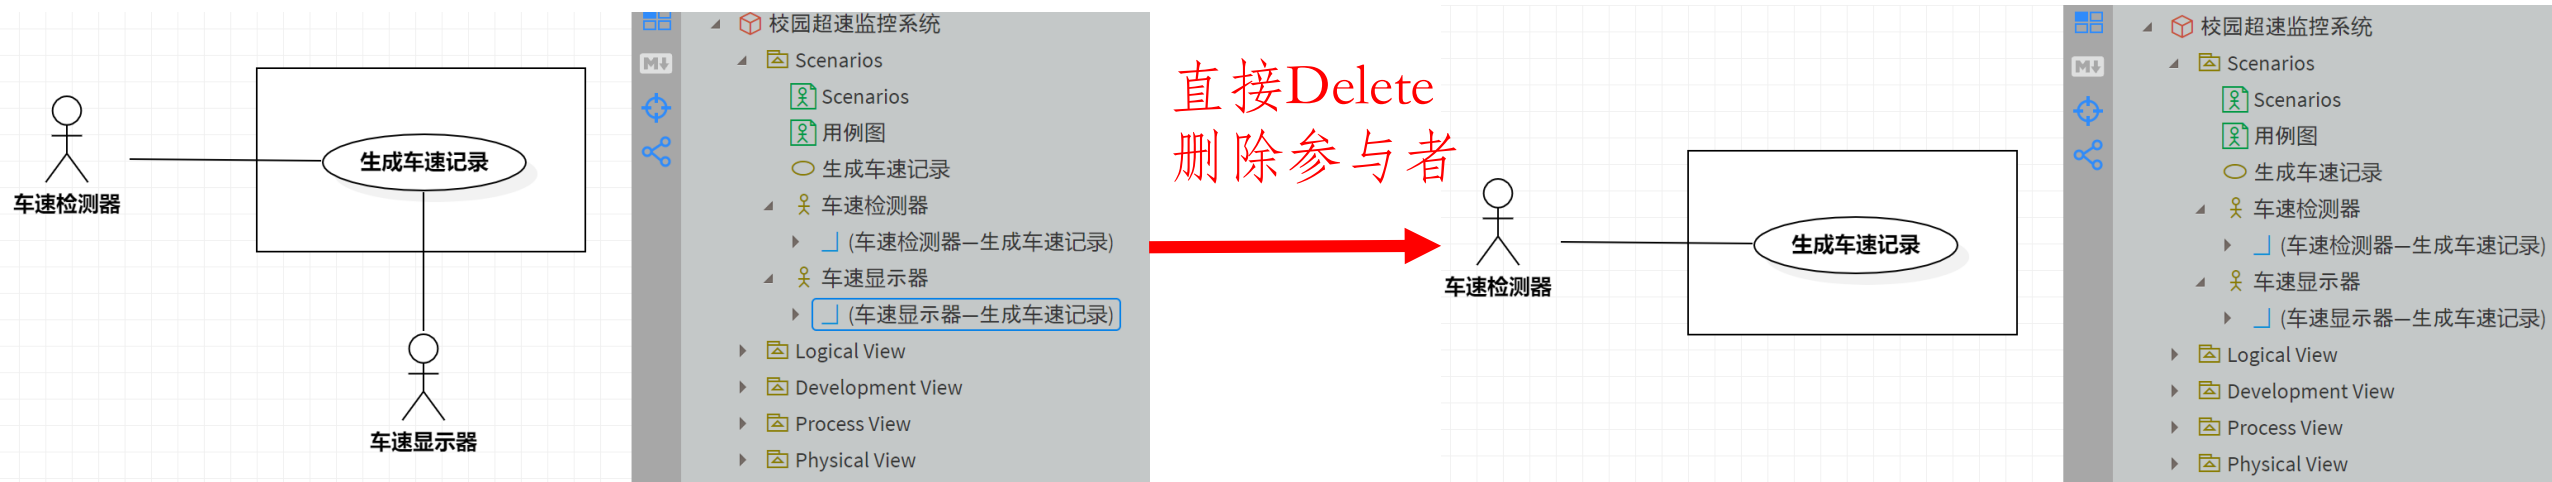 生成车速记录
车速检测器
车速显示器
校园超速监控系统
Scenarios
M↓
Scenarios
用例图
生成车速记录
车速检测器
(车速检测器—生成车速记录)
车速显示器
(车速显示器—生成车速记录)
Logical View
Development View
Process View
Physical View
直接Delete
删除参与者
生成车速记录
车速检测器
校园超速监控系统
Scenarios
M↓
Scenarios
用例图
生成车速记录
车速检测器
(车速检测器—生成车速记录)
车速显示器
(车速显示器—生成车速记录)
Logical View
Development View
Process View
Physical View